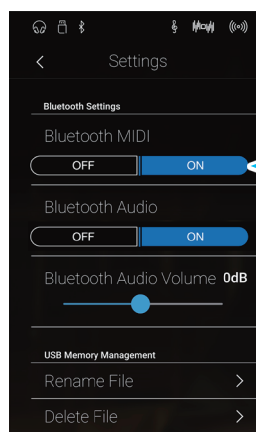 Settings
Bluetooth Settings
Bluetooth MIDI
OFF ON
Bluetooth Audio
OFF ON
Bluetooth Audio Volume 0dB
USB Memory Management
Rename File
Delete File